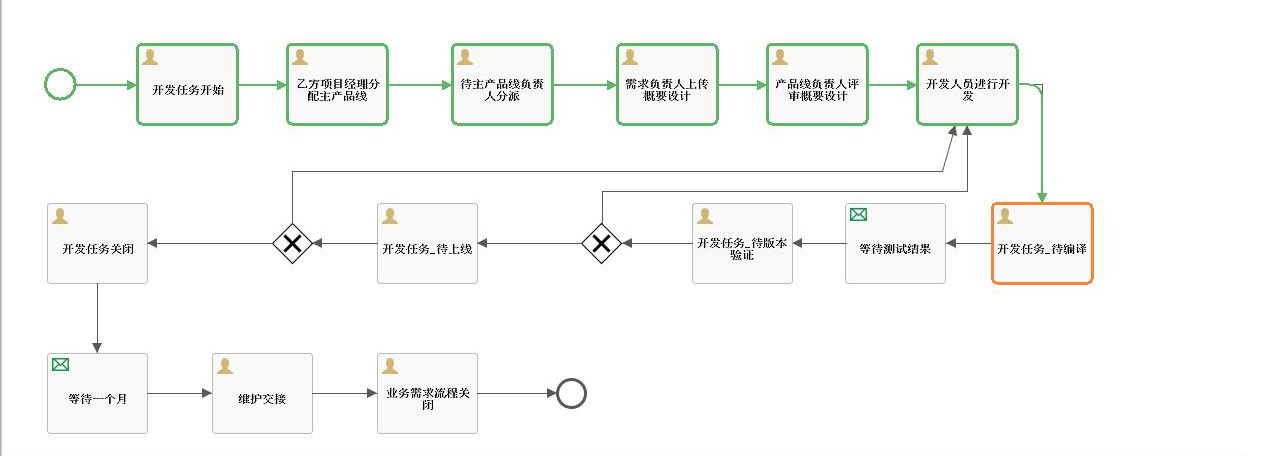 开发任务开始
乙方项目经理分
配主产品线
待主产品线负责
人分派
需求负责人上传
概要设计
产品线负责人评
审概要设计
开发人员进行开
发
开发任务关闭
开发任务_待上线
开发任务_待版本
验证
等待测试结果
开发任务_待编译
等待一个月
维护交接
业务需求流程关
闭